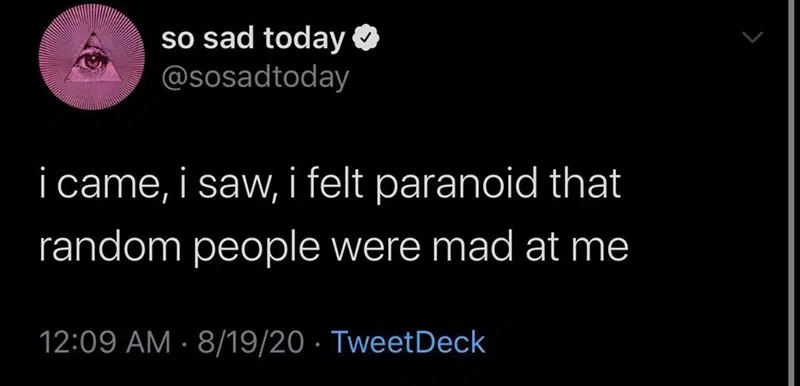 so sad today
@sosadtoday
i came, i saw, i felt paranoid that
random people were mad at me
12:09 AM · 8/19/20 · TweetDeck